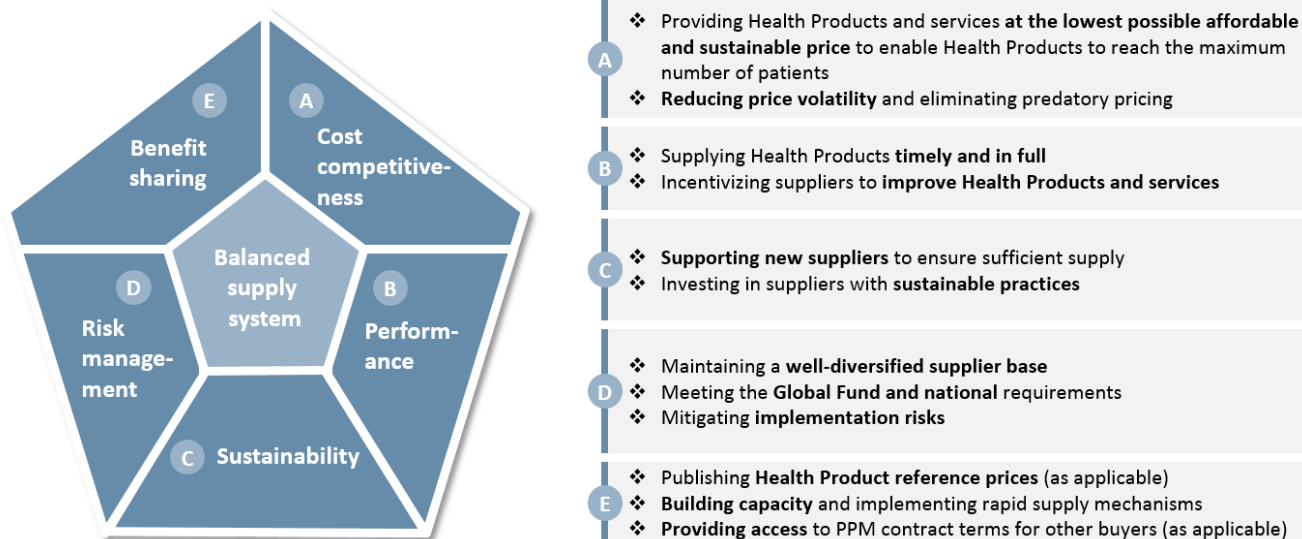 E
Benefit
sharing
A
Cost
competitive-
ness
Balanced
supply
system
D
Risk
manage-
ment
B
Perform-
ance
C Sustainability
A
❖ Providing Health Products and services at the lowest possible affordable
and sustainable price to enable Health Products to reach the maximum
number of patients
❖ Reducing price volatility and eliminating predatory pricing
B
❖ Supplying Health Products timely and in full
❖ Incentivizing suppliers to improve Health Products and services
C
❖ Supporting new suppliers to ensure sufficient supply
❖ Investing in suppliers with sustainable practices
D
❖ Maintaining a well-diversified supplier base
❖ Meeting the Global Fund and national requirements
❖ Mitigating implementation risks
E
❖ Publishing Health Product reference prices (as applicable)
❖ Building capacity and implementing rapid supply mechanisms
❖ Providing access to PPM contract terms for other buyers (as applicable)